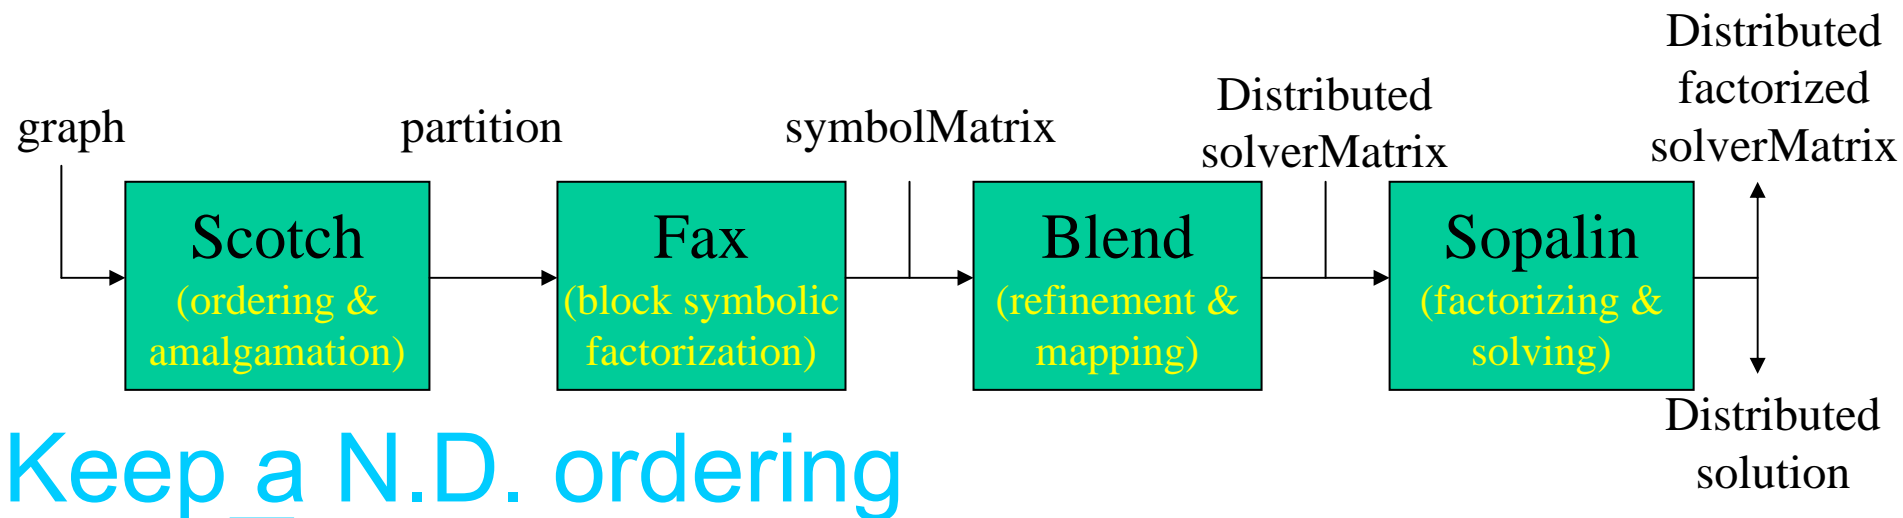 graph
partition
symbolMatrix
Distributed
solverMatrix
Distributed
factorized
solverMatrix
Scotch
(ordering &
amalgamation)
Fax
(block symbolic
factorization)
Blend
(refinement &
mapping)
Sopalin
(factorizing &
solving)
Distributed
solution
Keep a N.D. ordering